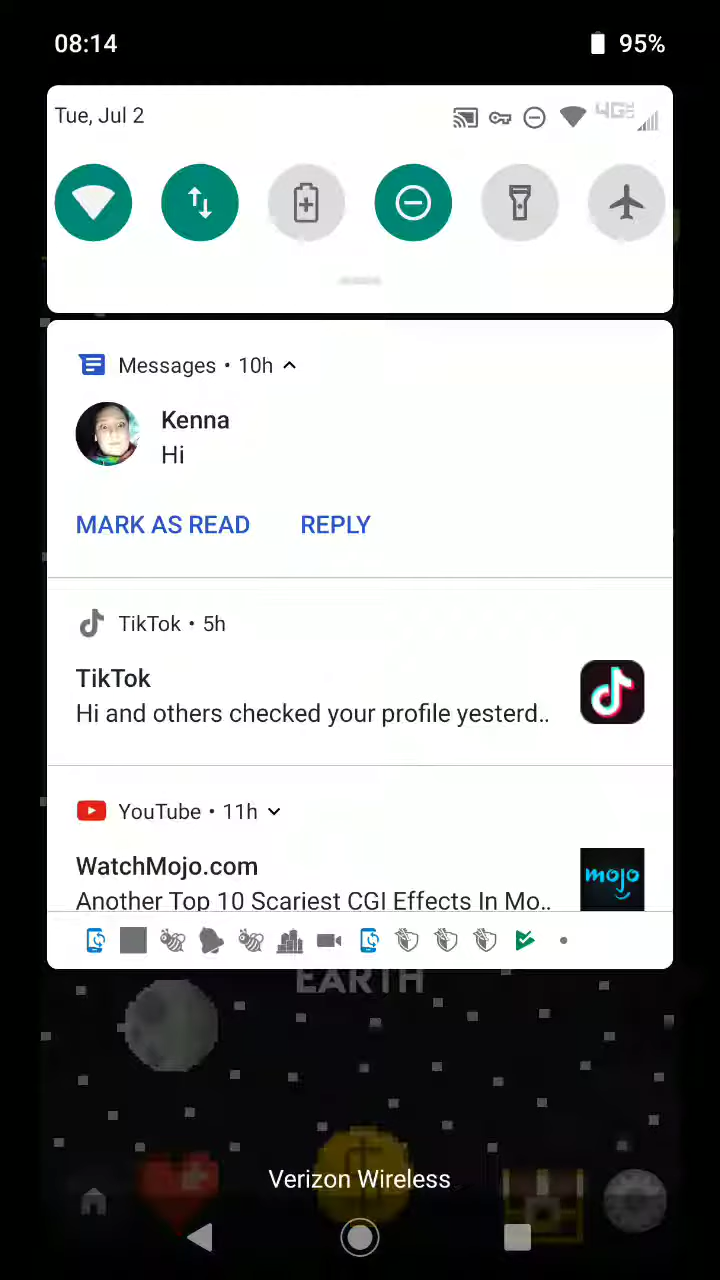 08:14
95%
Tue, Jul 2
4GE
Messages • 10h
Kenna
Hi
MARK AS READ
REPLY
TikTok • 5h
TikTok
Hi and others checked your profile yesterd..
YouTube • 11h
WatchMojo.com
mojo
Another Top 10 Scariest CGI Effects In Mo..
EARTH
Verizon Wireless